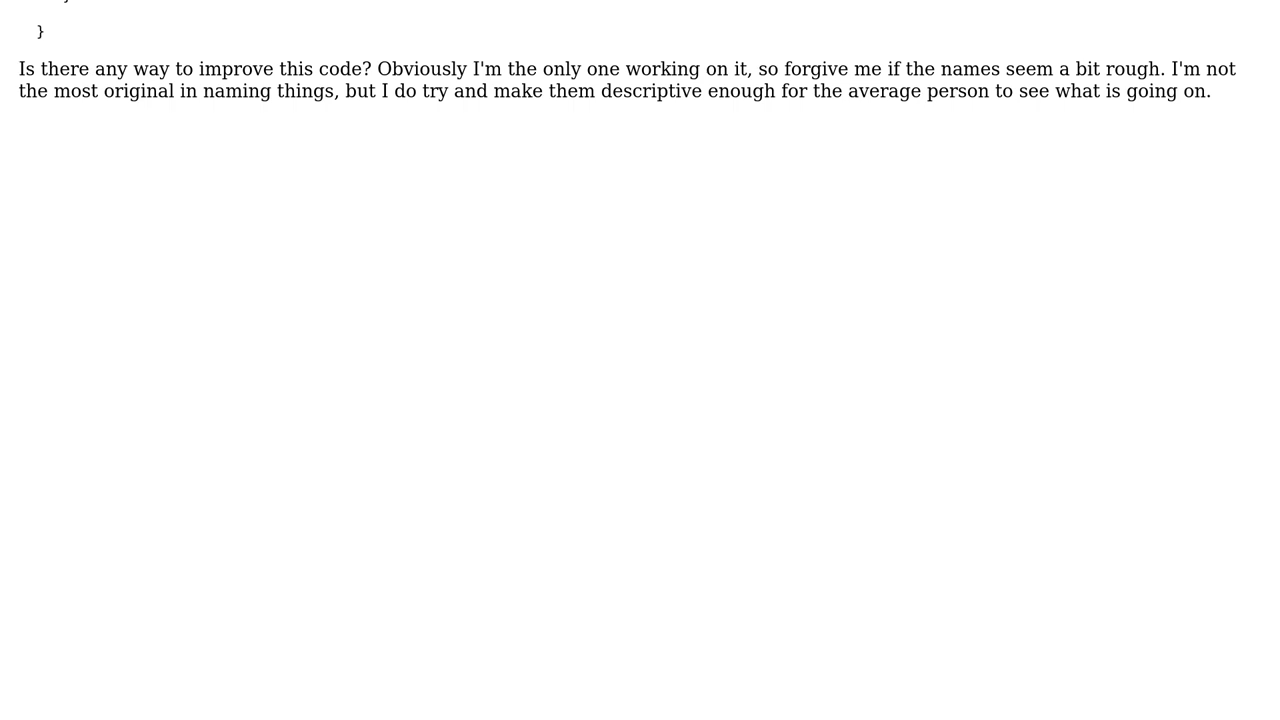 }
Is there any way to improve this code? Obviously I'm the only one working on it, so forgive me if the names seem a bit rough. I'm not
the most original in naming things, but I do try and make them descriptive enough for the average person to see what is going on.